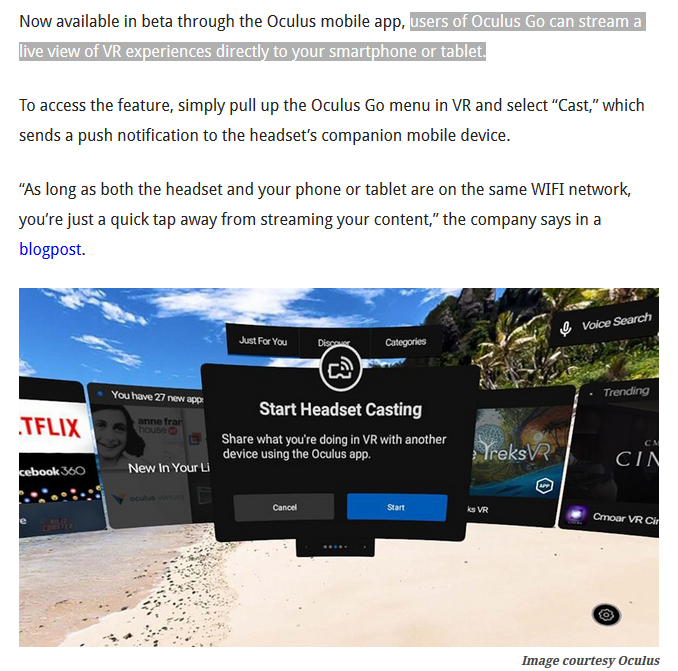 Now available in beta through the Oculus mobile app, users of Oculus Go can stream a
live view of VR experiences directly to your smartphone or tablet.
To access the feature, simply pull up the Oculus Go menu in VR and select “Cast,” which
sends a push notification to the headset’s companion mobile device.
“As long as both the headset and your phone or tablet are on the same WIFI network,
you’re just a quick tap away from streaming your content,” the company says in a
blogpost.
Just For You
Discover
Categories
Voice Search
You have 27 new apps
anne fran
house
New In Your Li
oculus venues
.TFLIX
cebook 360
e
Start Headset Casting
Share what you're doing in VR with another
device using the Oculus app.
Cancel
Start
YreksVR
APP
ks VR
Trending
CM
CIN
Cmoar VR Cin
Image courtesy Oculus